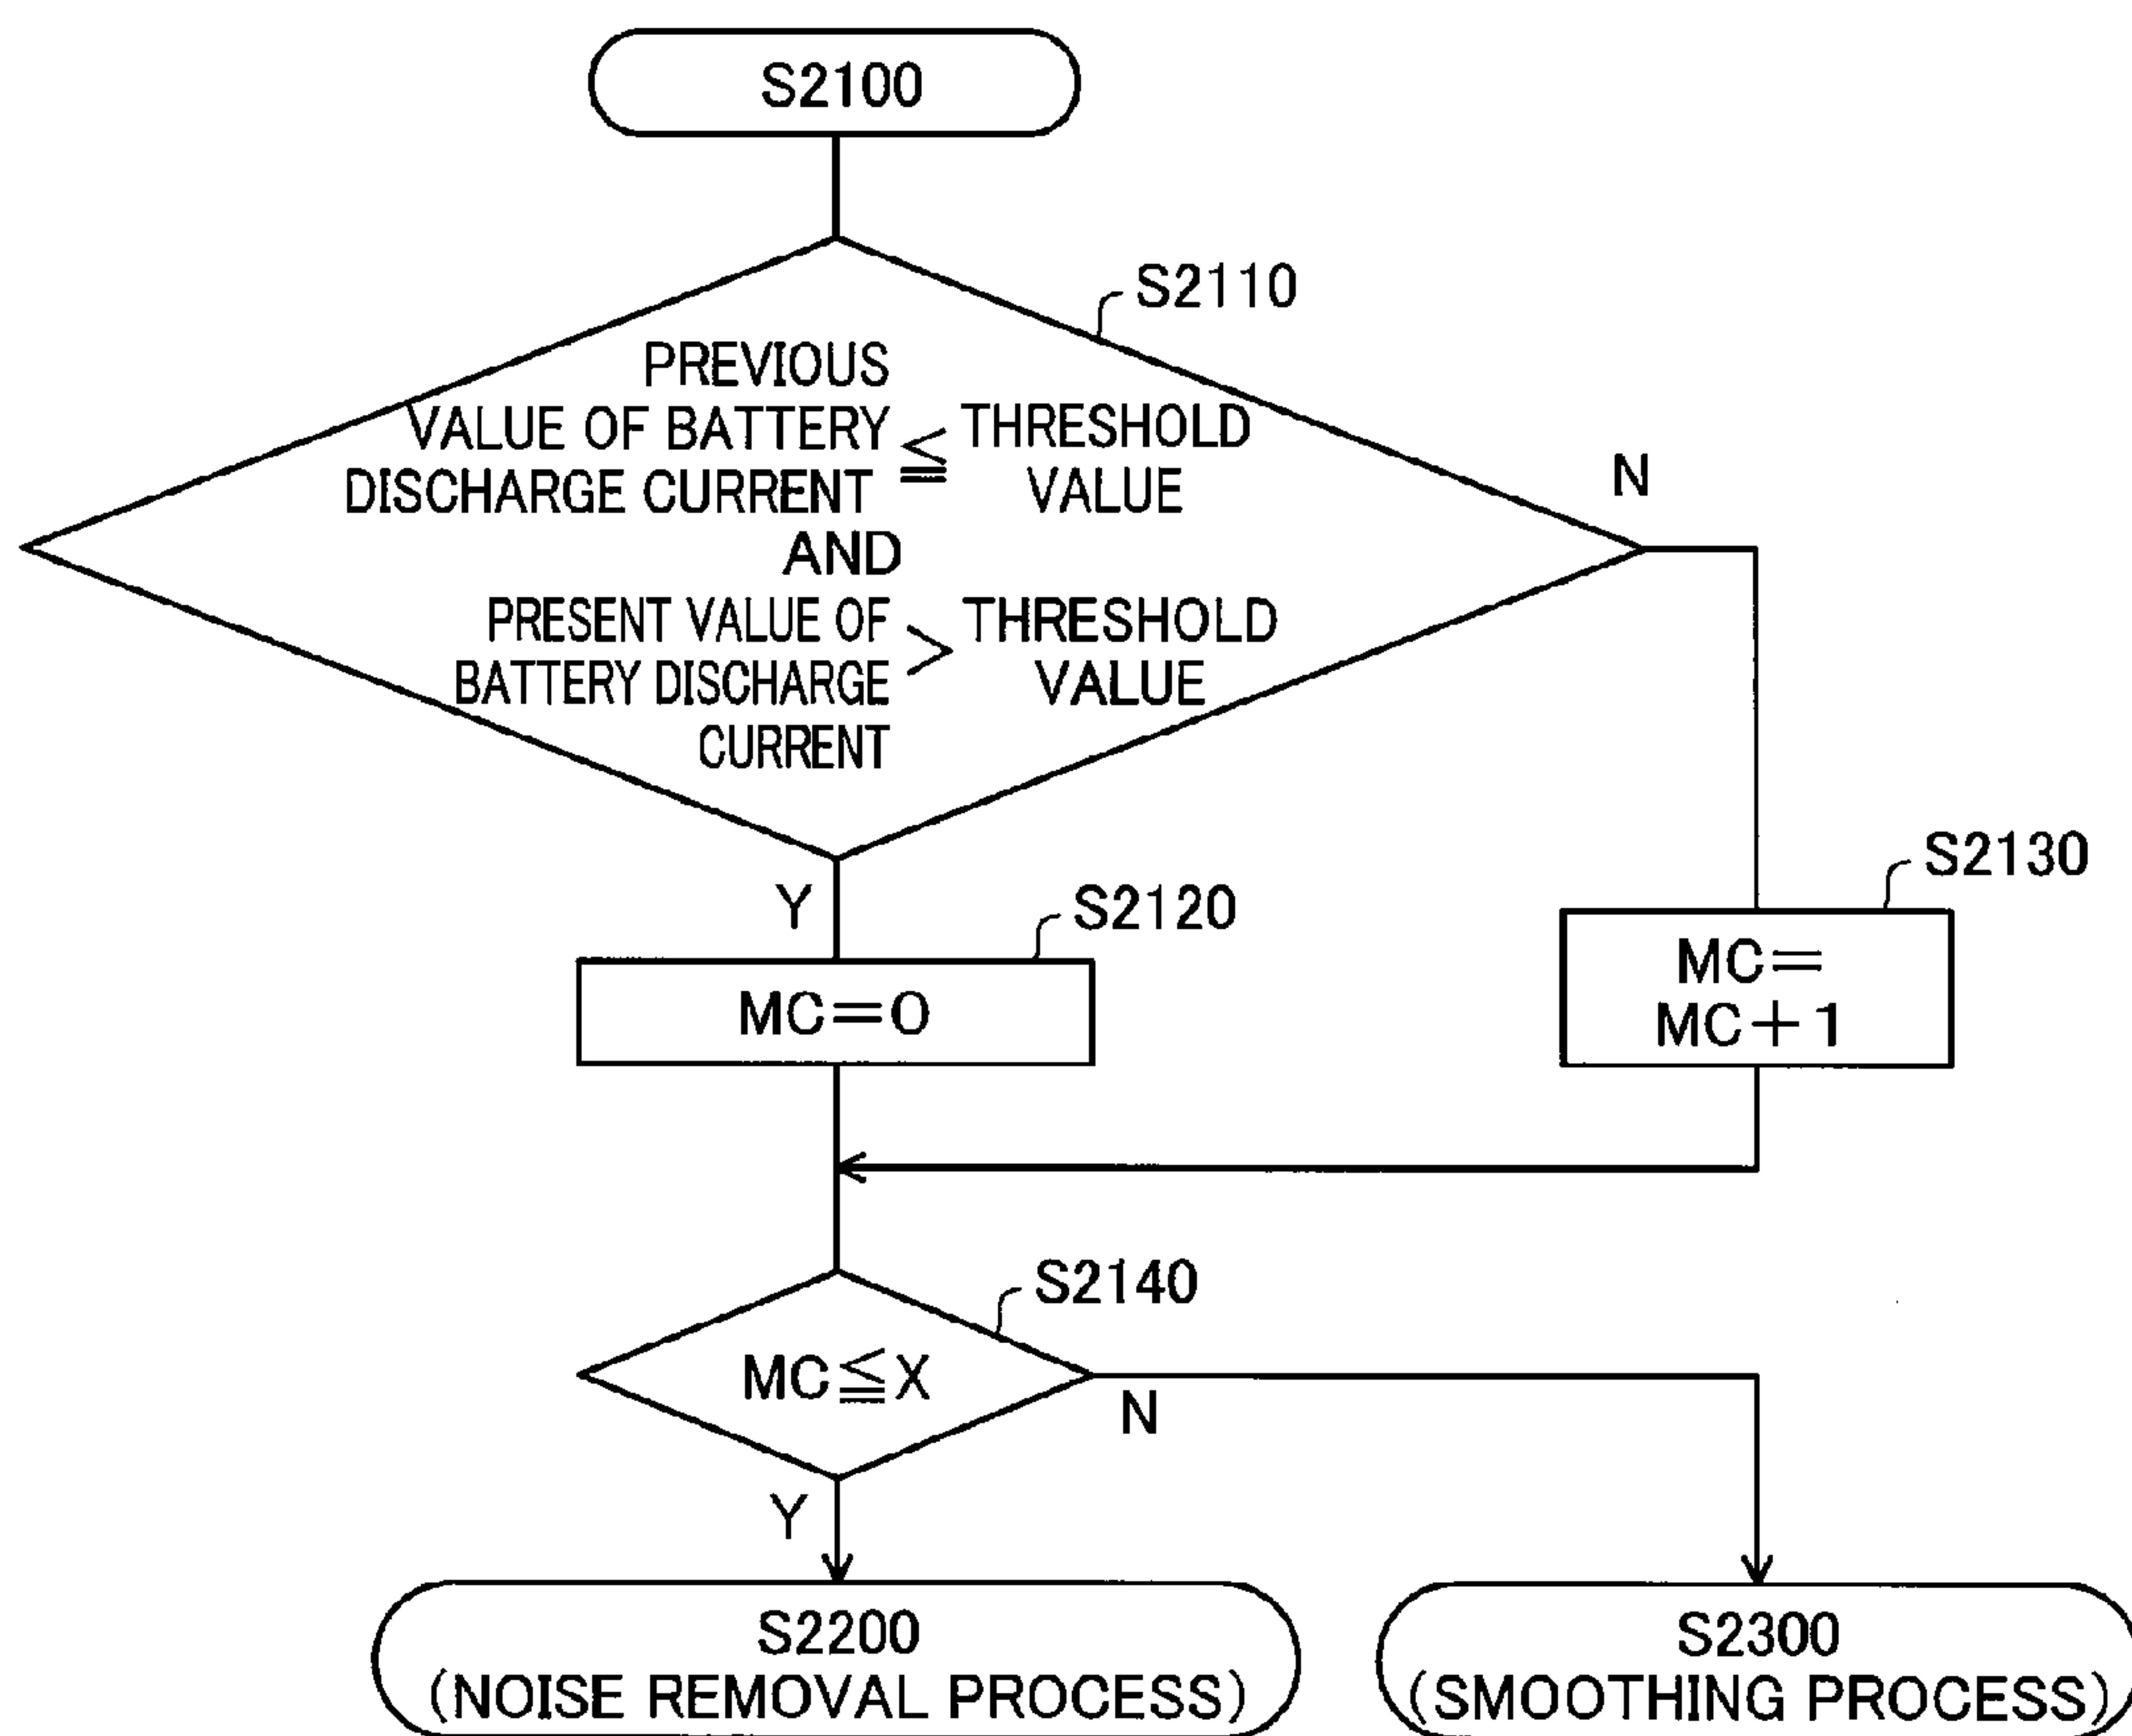 S2100
S2110
PREVIOUS
VALUE OF BATTERY
DISCHARGE CURRENT
≦
THRESHOLD
VALUE
AND
PRESENT VALUE OF
BATTERY DISCHARGE
CURRENT
>
THRESHOLD
VALUE
N
Y
S2120
MC=0
S2130
MC=
MC+1
S2140
MC≦X
N
Y
S2200
(NOISE REMOVAL PROCESS)
S2300
(SMOOTHING PROCESS)